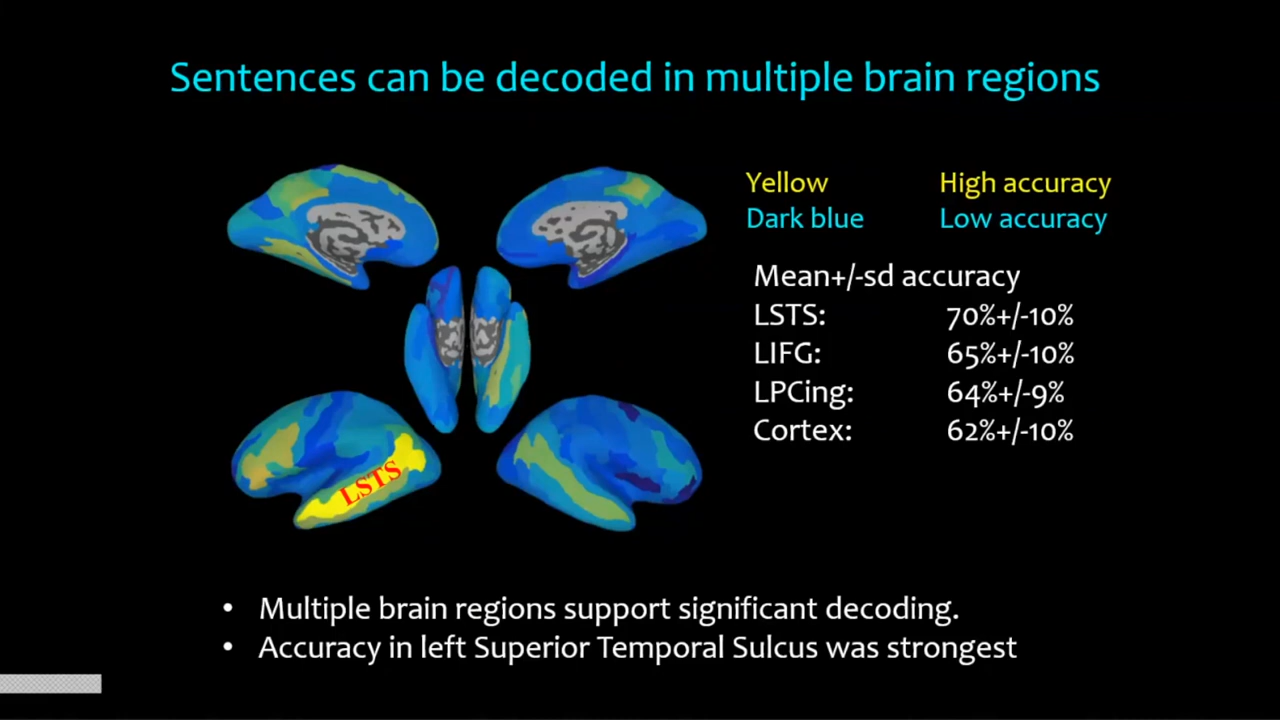 Sentences can be decoded in multiple brain regions
Yellow High accuracy
Dark blue Low accuracy
Mean+/-sd accuracy
LSTS: 70%+/-10%
LIFG: 65%+/-10%
LPCing: 64%+/-9%
Cortex: 62%+/-10%
LSTS
• Multiple brain regions support significant decoding.
• Accuracy in left Superior Temporal Sulcus was strongest